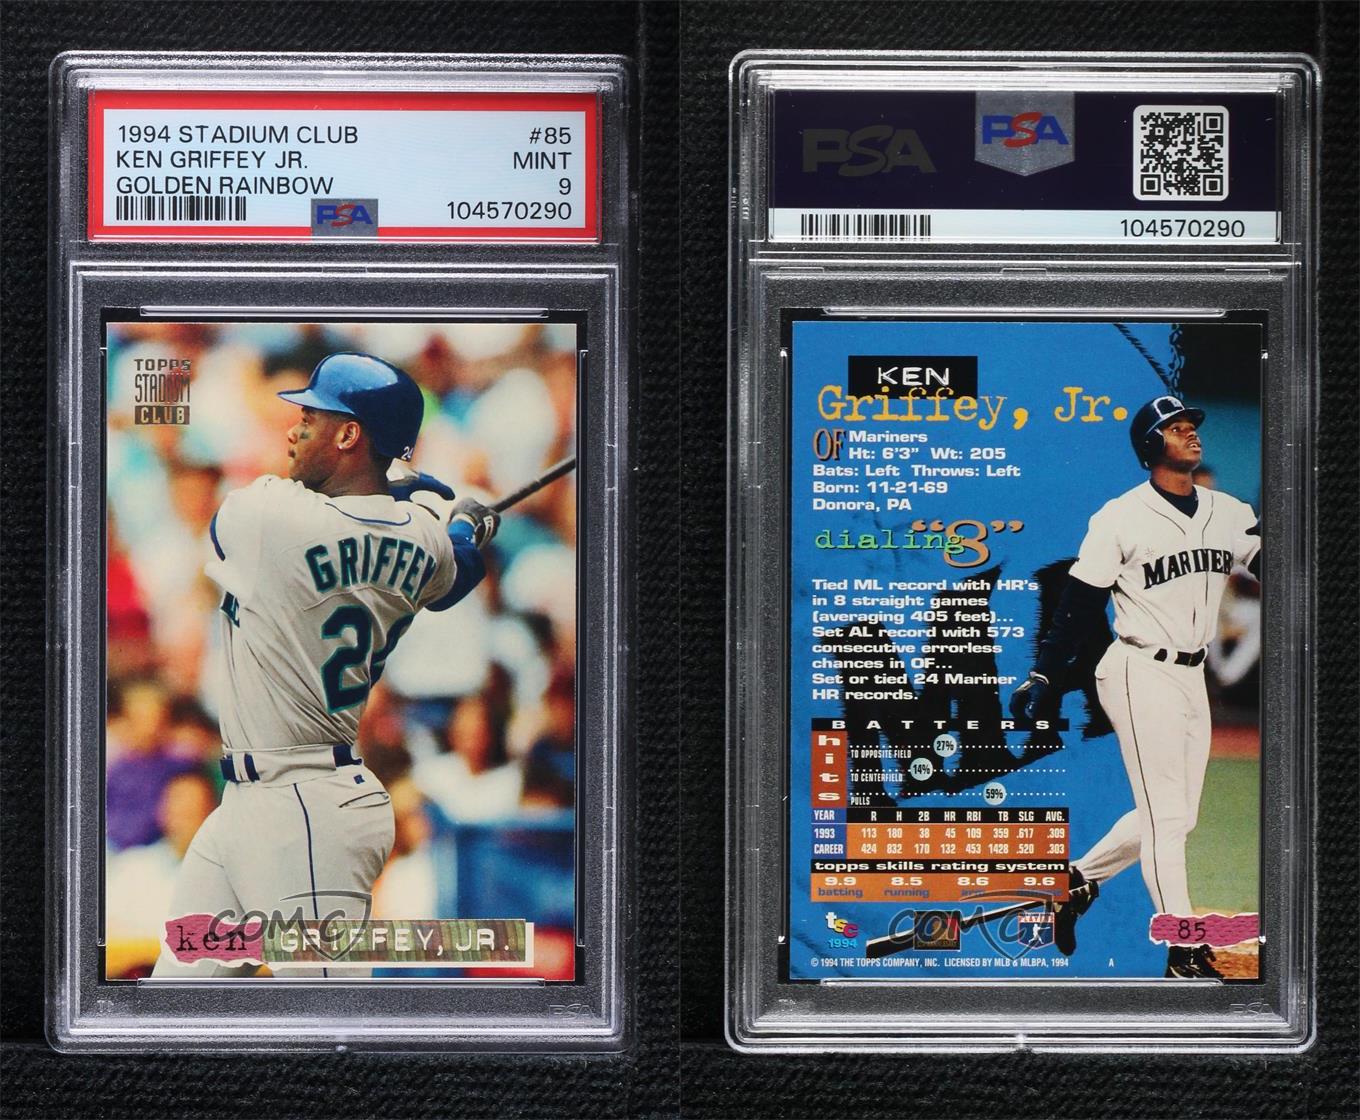 1994 STADIUM CLUB #85
KEN GRIFFEY JR. MINT
GOLDEN RAINBOW 9
PSA 104570290
TOPPS
STADIUM
CLUB
24
GRIFFEY
24
ken GRIFFEY, JR.
COMC
PSA
PSA PSA
104570290
KEN
Griffey, Jr.
OF Mariners
Ht: 6'3" Wt: 205
Bats: Left Throws: Left
Born: 11-21-69
Donora, PA
dialing "8"
Tied ML record with HR's
in 8 straight games
(averaging 405 feet)...
Set AL record with 573
consecutive errorless
chances in OF...
Set or tied 24 Mariner
HR records.
MARINERS
BATTERS
hits
TO OPPOSITE FIELD 27%
TO CENTERFIELD 14%
PULLS 59%
YEAR R H 2B HR RBI TB SLG AVG.
1993 113 180 38 45 109 359 .617 .309
CAREER 424 832 170 132 453 1428 .520 .303
topps skills rating system
9.9 8.5 8.6 9.6
batting running arm
COMC
tsc
1994
85
© 1994 THE TOPPS COMPANY, INC. LICENSED BY MLB & MLBPA, 1994 A
PSA